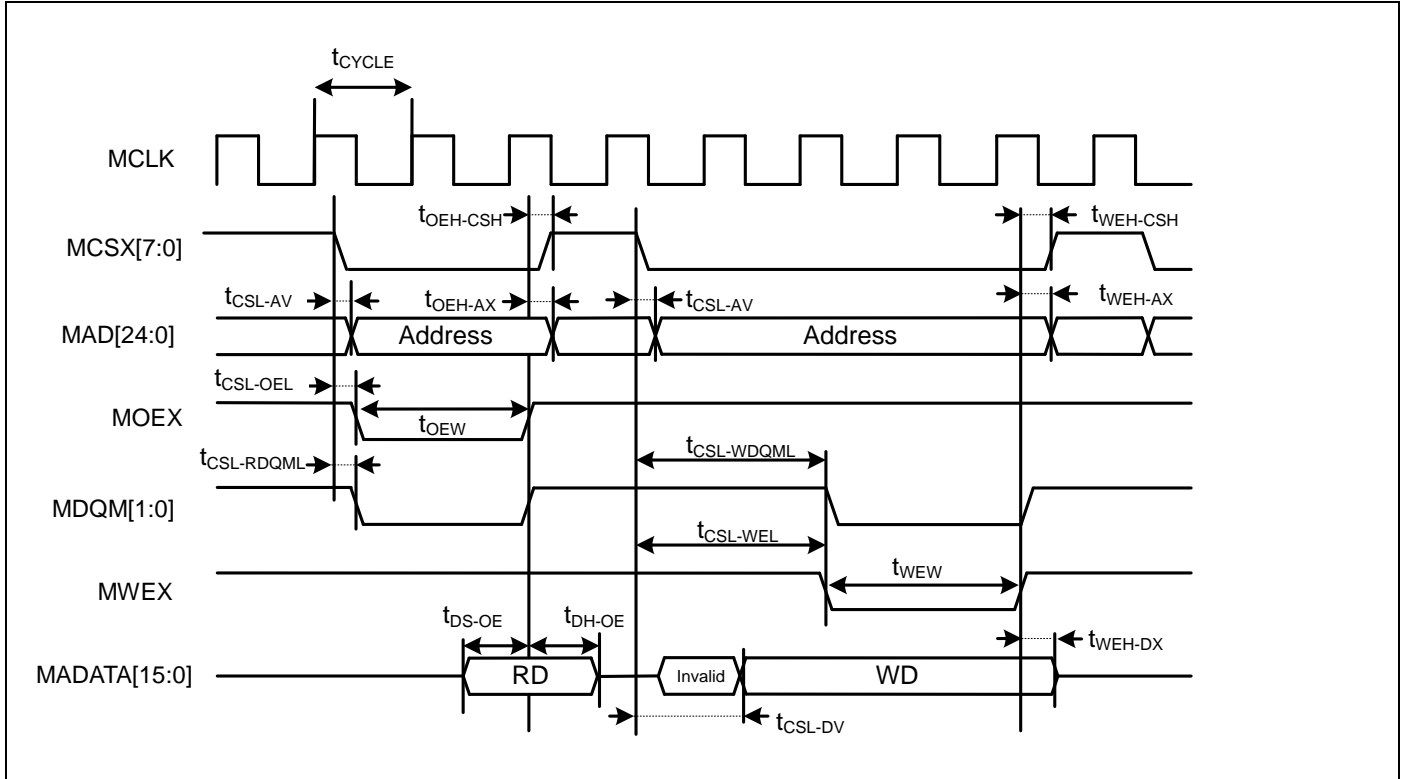 tCYCLE
MCLK
tOEH-CSH
tWEH-CSH
MCSX[7:0]
tCSL-AV
tOEH-AX
tCSL-AV
tWEH-AX
MAD[24:0]
Address
Address
tCSL-OEL
MOEX
tOEW
tCSL-RDQML
tCSL-WDQML
MDQM[1:0]
tCSL-WEL
MWEX
tWEW
tDS-OE
tDH-OE
tWEH-DX
MADATA[15:0]
RD
Invalid
WD
tCSL-DV